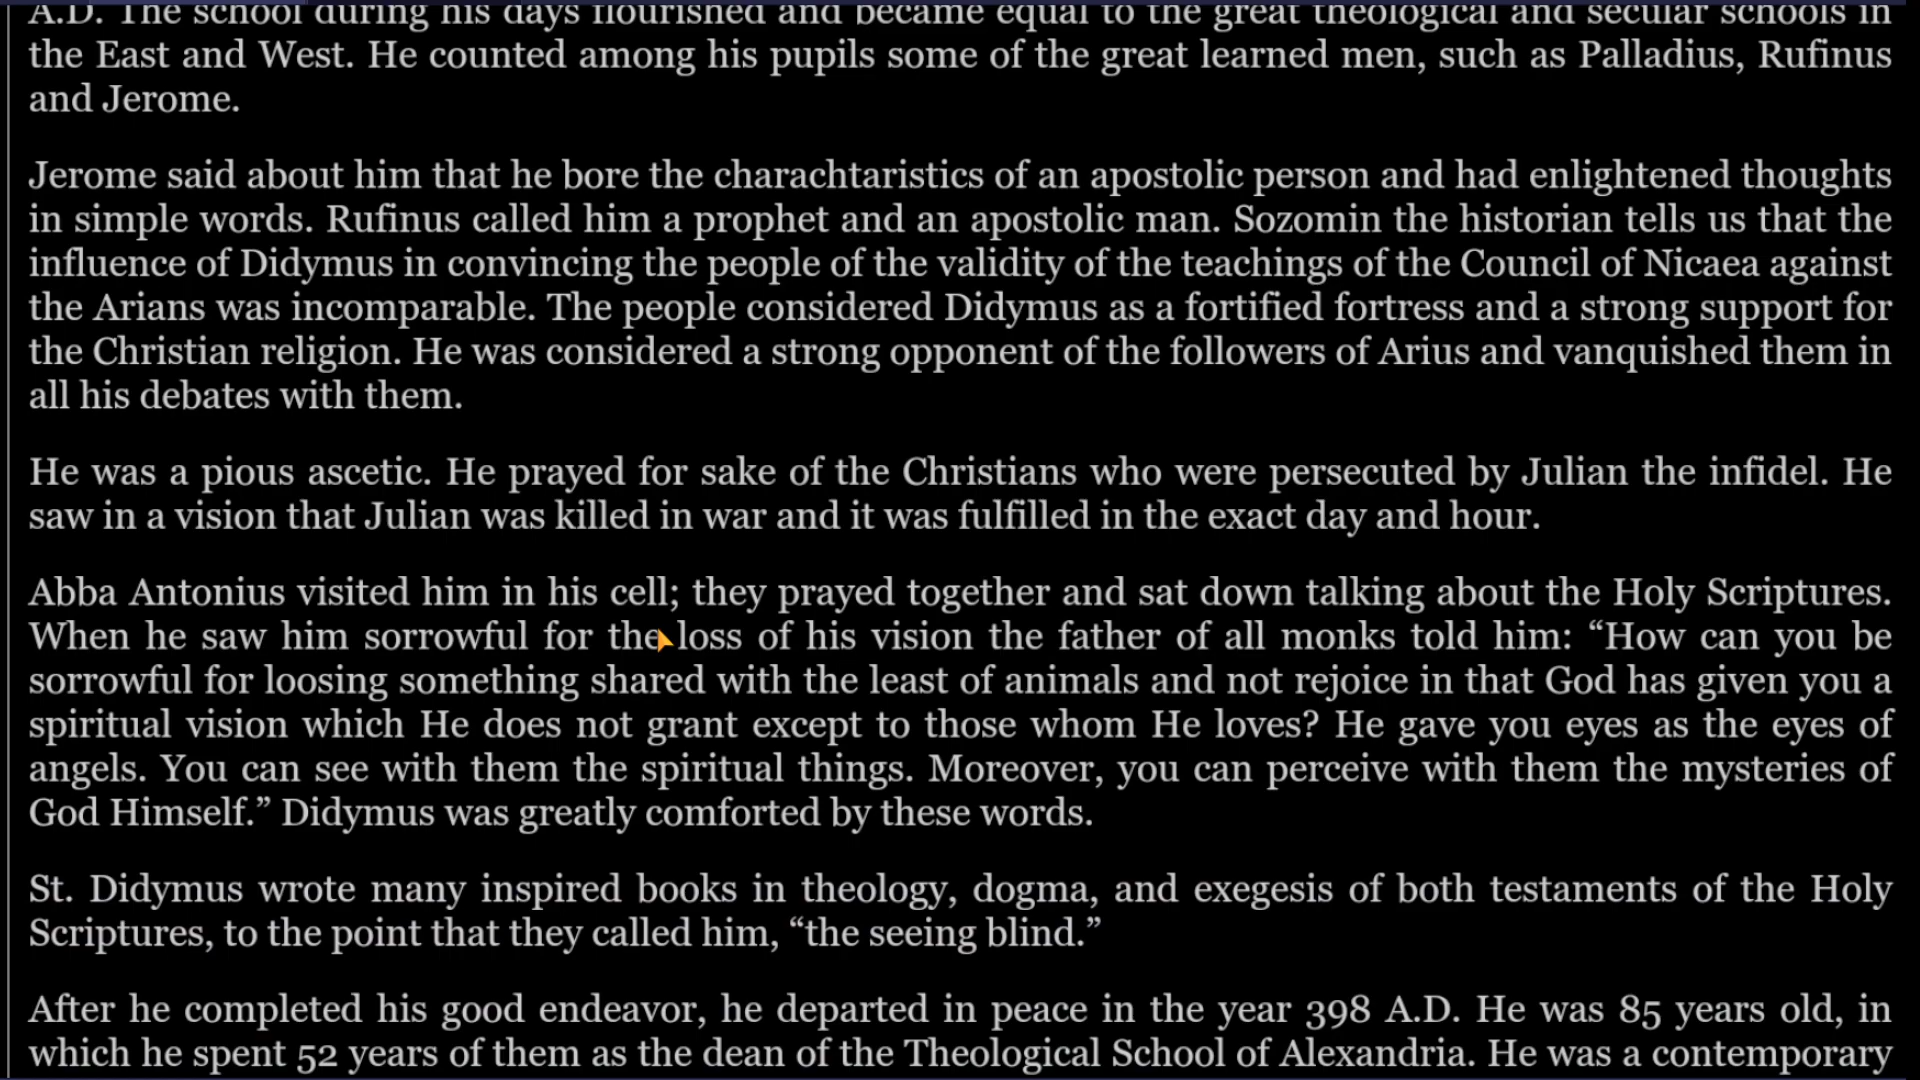 A.D. The school during his days flourished and became equal to the great theological and secular schools in
the East and West. He counted among his pupils some of the great learned men, such as Palladius, Rufinus
and Jerome.
Jerome said about him that he bore the charachtaristics of an apostolic person and had enlightened thoughts
in simple words. Rufinus called him a prophet and an apostolic man. Sozomin the historian tells us that the
influence of Didymus in convincing the people of the validity of the teachings of the Council of Nicaea against
the Arians was incomparable. The people considered Didymus as a fortified fortress and a strong support for
the Christian religion. He was considered a strong opponent of the followers of Arius and vanquished them in
all his debates with them.
He was a pious ascetic. He prayed for sake of the Christians who were persecuted by Julian the infidel. He
saw in a vision that Julian was killed in war and it was fulfilled in the exact day and hour.
Abba Antonius visited him in his cell; they prayed together and sat down talking about the Holy Scriptures.
When he saw him sorrowful for the loss of his vision the father of all monks told him: “How can you be
sorrowful for loosing something shared with the least of animals and not rejoice in that God has given you a
spiritual vision which He does not grant except to those whom He loves? He gave you eyes as the eyes of
angels. You can see with them the spiritual things. Moreover, you can perceive with them the mysteries of
God Himself.” Didymus was greatly comforted by these words.
St. Didymus wrote many inspired books in theology, dogma, and exegesis of both testaments of the Holy
Scriptures, to the point that they called him, “the seeing blind.”
After he completed his good endeavor, he departed in peace in the year 398 A.D. He was 85 years old, in
which he spent 52 years of them as the dean of the Theological School of Alexandria. He was a contemporary